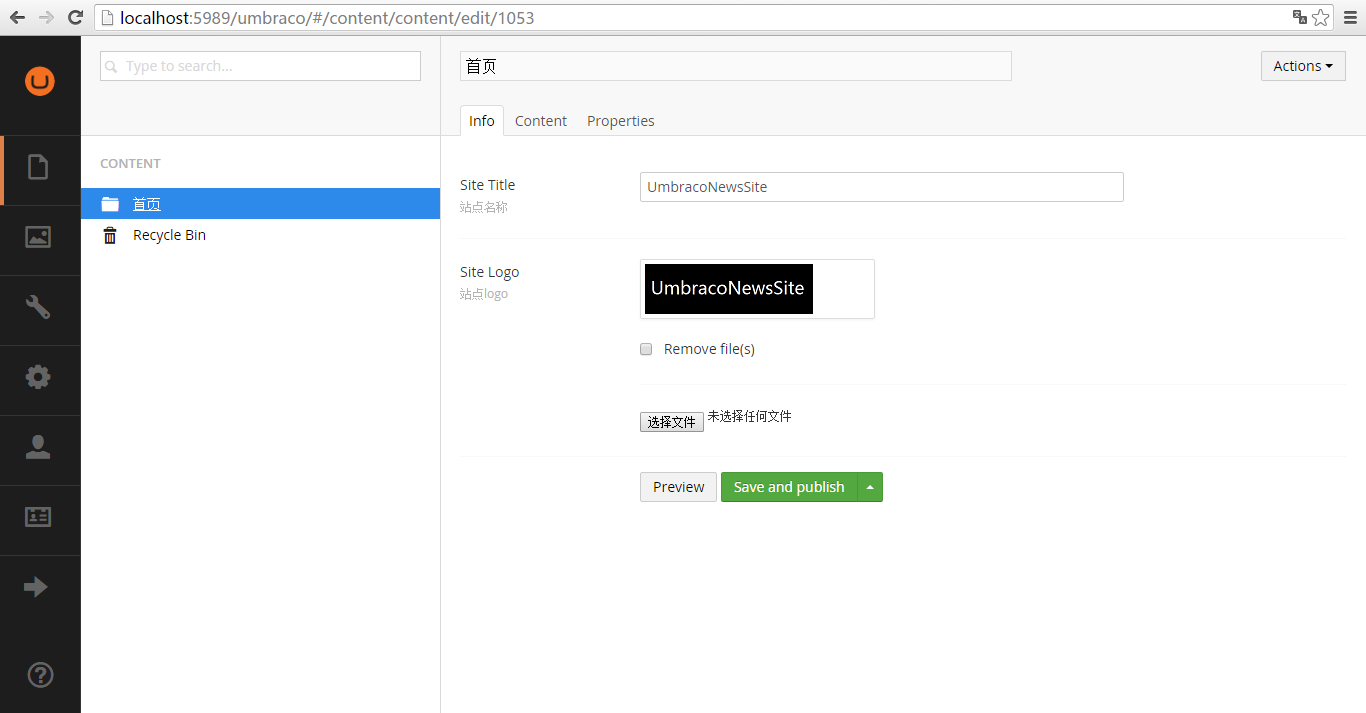 localhost:5989/umbraco/#/content/content/edit/1053
Type to search...
首页
Actions
Info
Content
Properties
CONTENT
首页
Recycle Bin
Site Title
站点名称
UmbracoNewsSite
Site Logo
站点logo
UmbracoNewsSite
Remove file(s)
选择文件 未选择任何文件
Preview
Save and publish